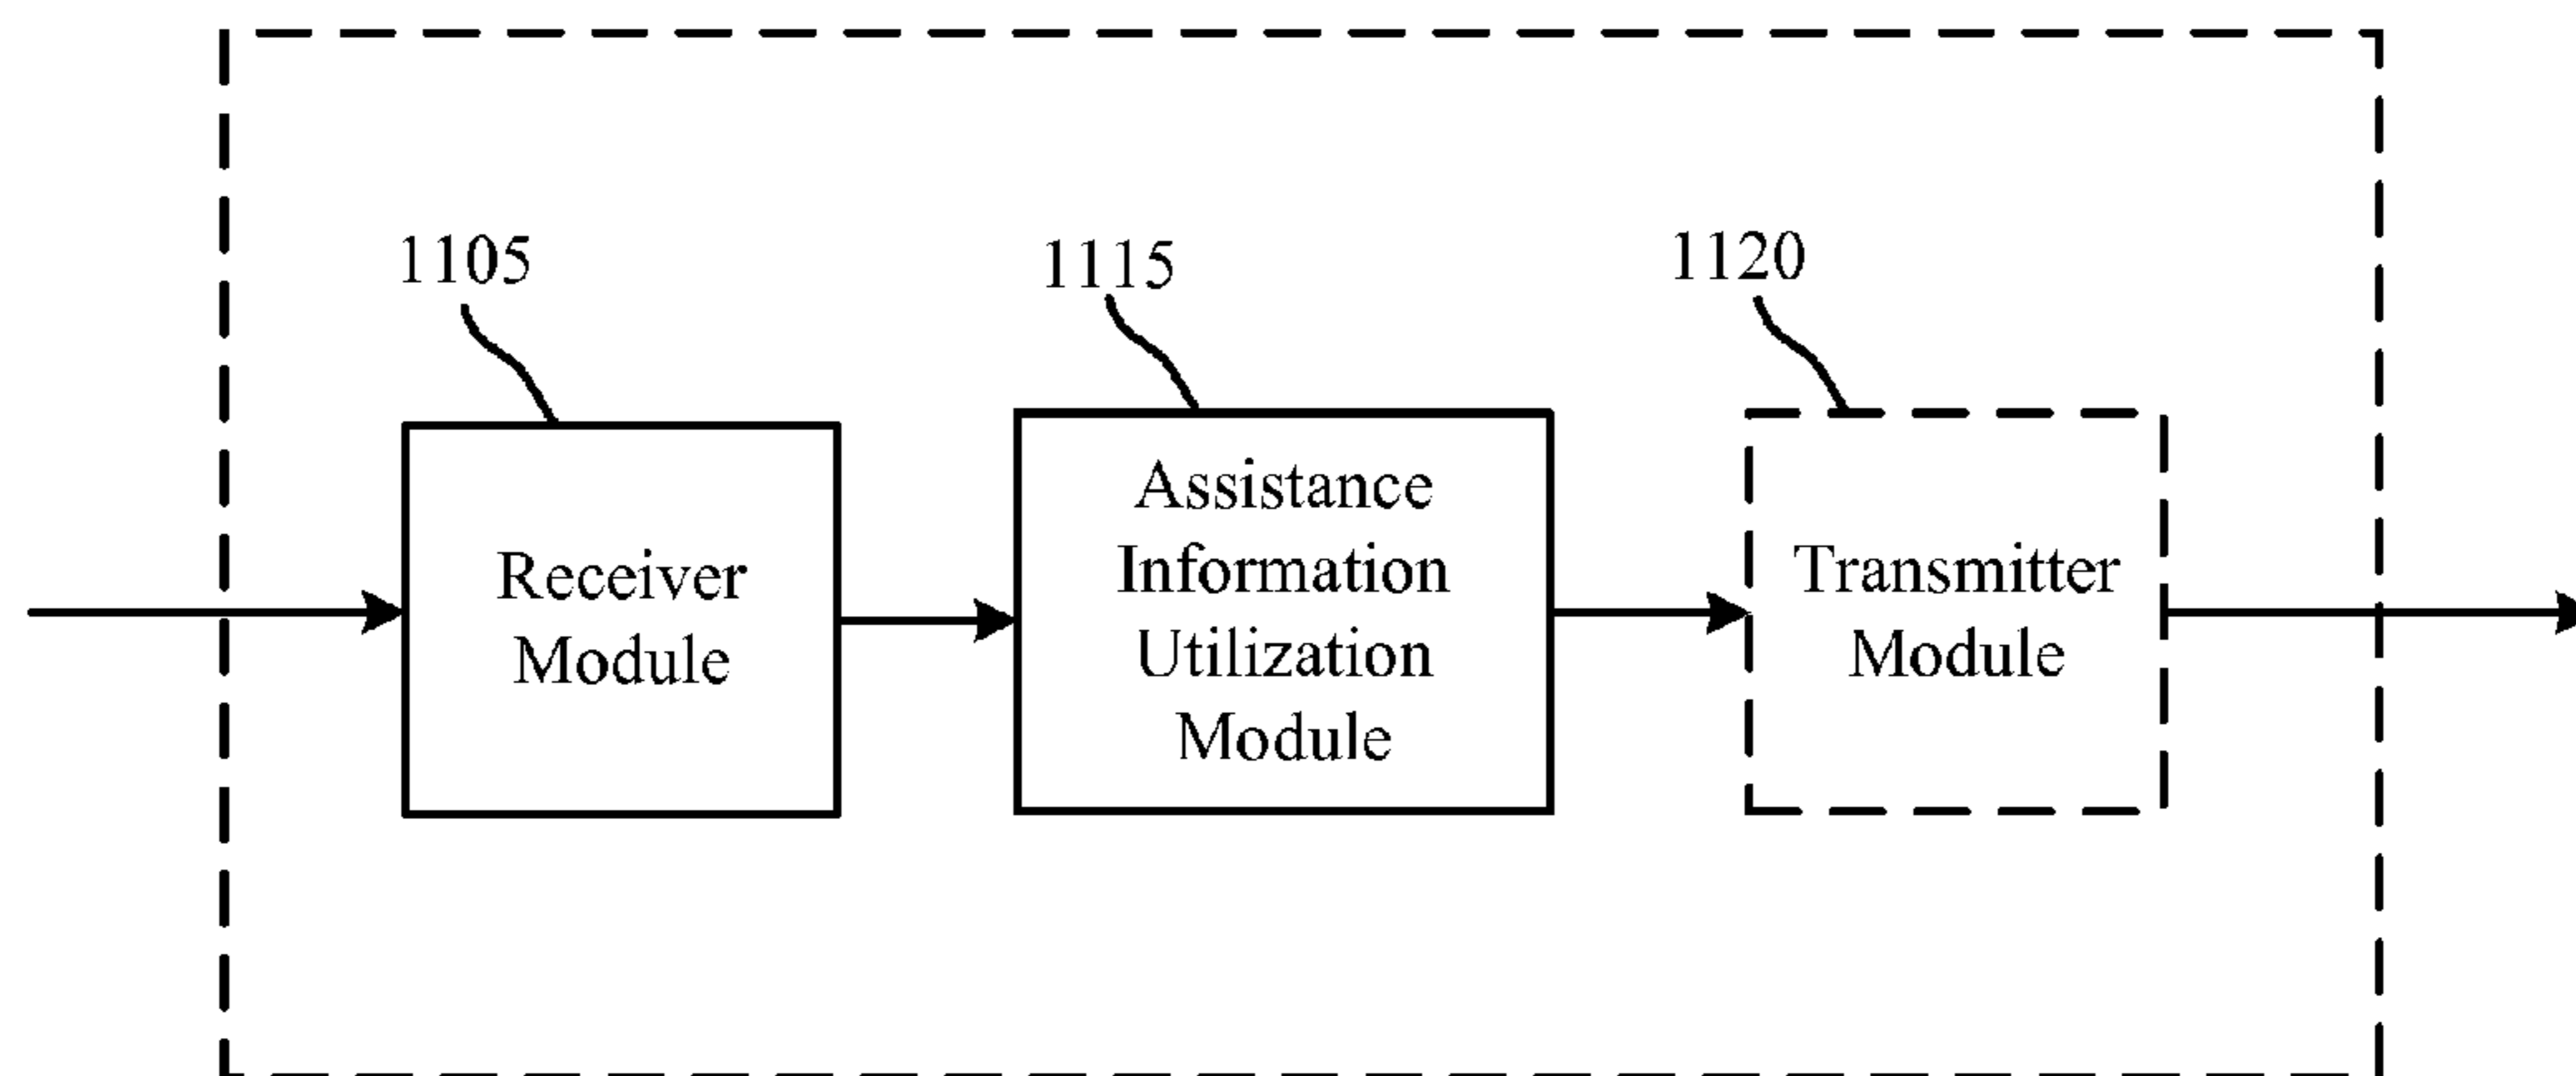 1105
1115
1120
Receiver
Module
Assistance
Information
Utilization
Module
Transmitter
Module